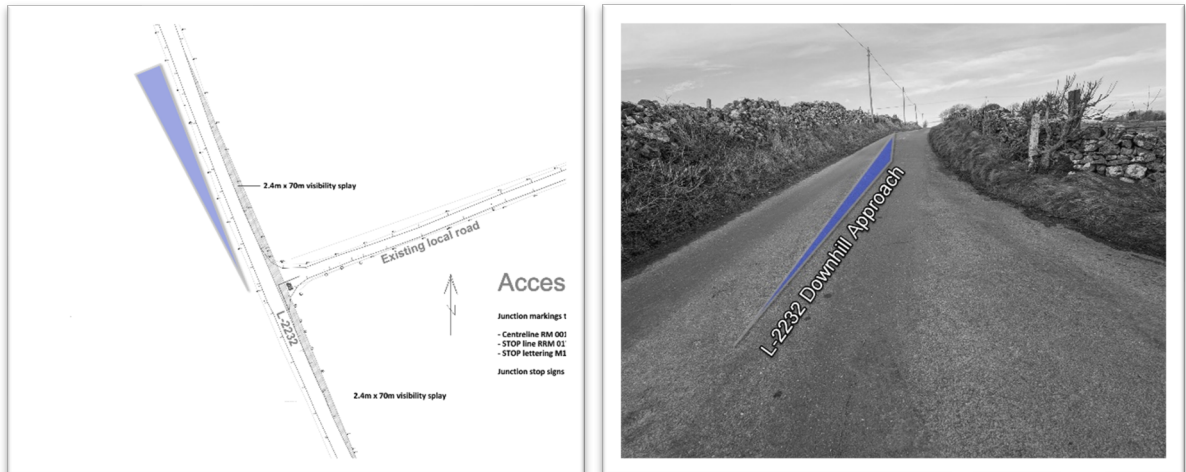 2.4m x 70m visibility splay
Existing local road
L-2232
Acces
Junction markings t
- Centreline RM 001
- STOP line RRM 01
- STOP lettering M1
Junction stop signs
2.4m x 70m visibility splay
L-2232 Downhill Approach